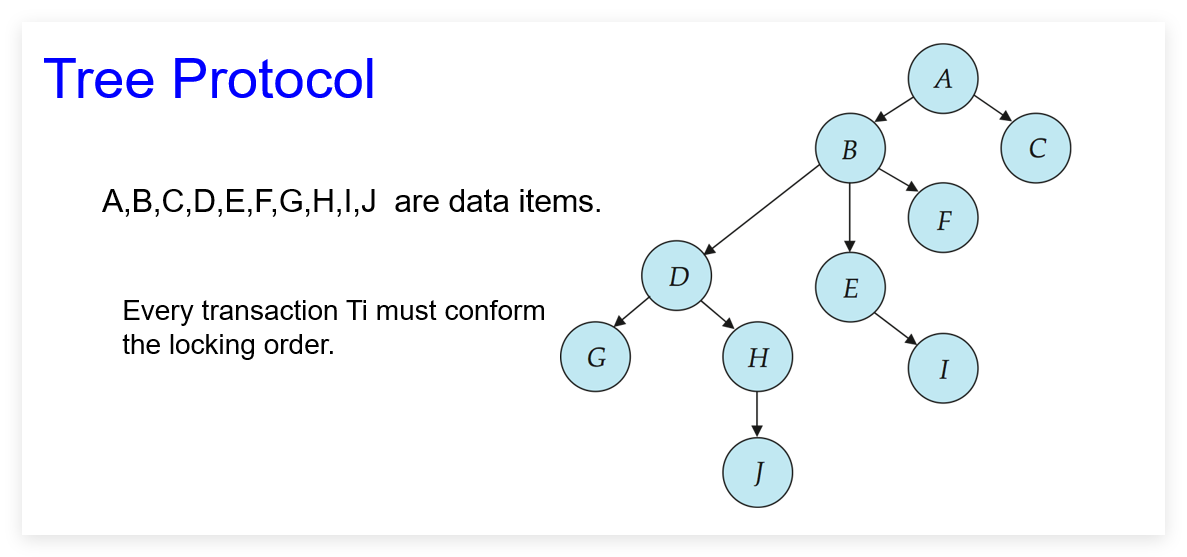 Tree Protocol
A,B,C,D,E,F,G,H,I,J are data items.
Every transaction Ti must conform
the locking order.
A
B
C
F
D
E
G
H
I
J